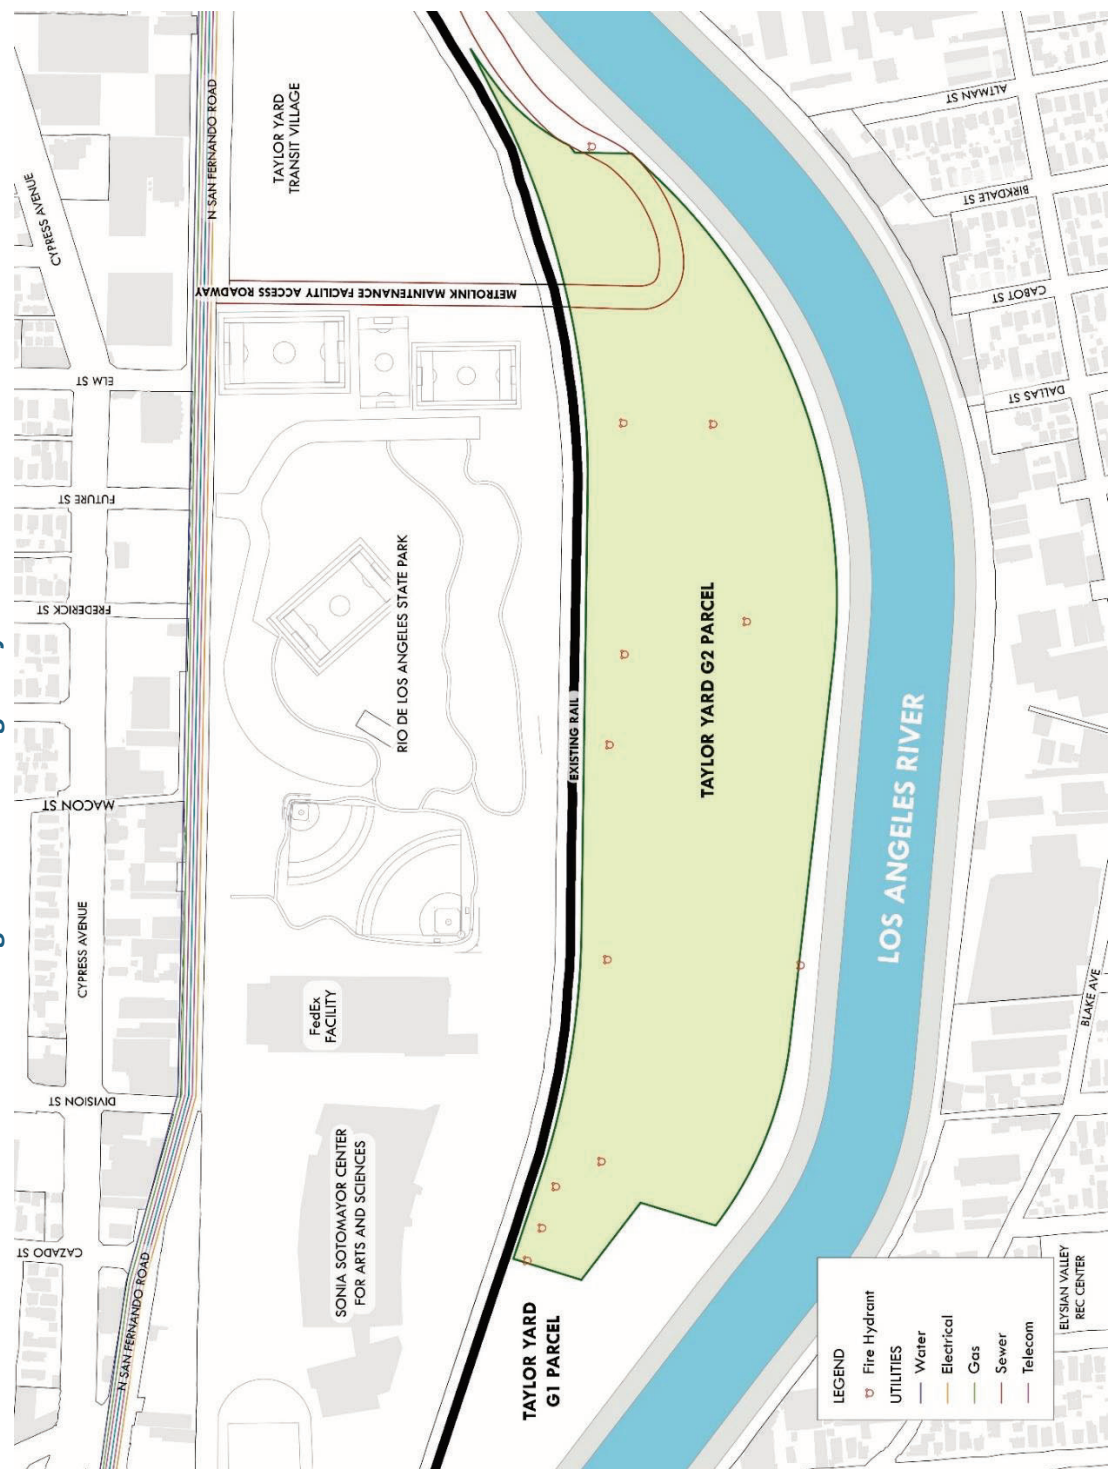 CYPRESS AVENUE
N SAN FERNANDO ROAD
TAYLOR YARD
TRANSIT VILLAGE
METROLINK MAINTENANCE FACILITY ACCESS ROADWAY
ELM ST
FUTURE ST
FREDERICK ST
MACON ST
CYPRESS AVENUE
DIVISION ST
CAZADO ST
N SAN FERNANDO ROAD
RIO DE LOS ANGELES STATE PARK
FedEx
FACILITY
SONIA SOTOMAYOR CENTER
FOR ARTS AND SCIENCES
EXISTING RAIL
TAYLOR YARD G2 PARCEL
TAYLOR YARD
G1 PARCEL
LOS ANGELES RIVER
ALTMAN ST
BIRKDALE ST
CABOT ST
DALLAS ST
BLAKE AVE
ELYSIAN VALLEY
REC CENTER
LEGEND
Fire Hydrant
UTILITIES
Water
Electrical
Gas
Sewer
Telecom